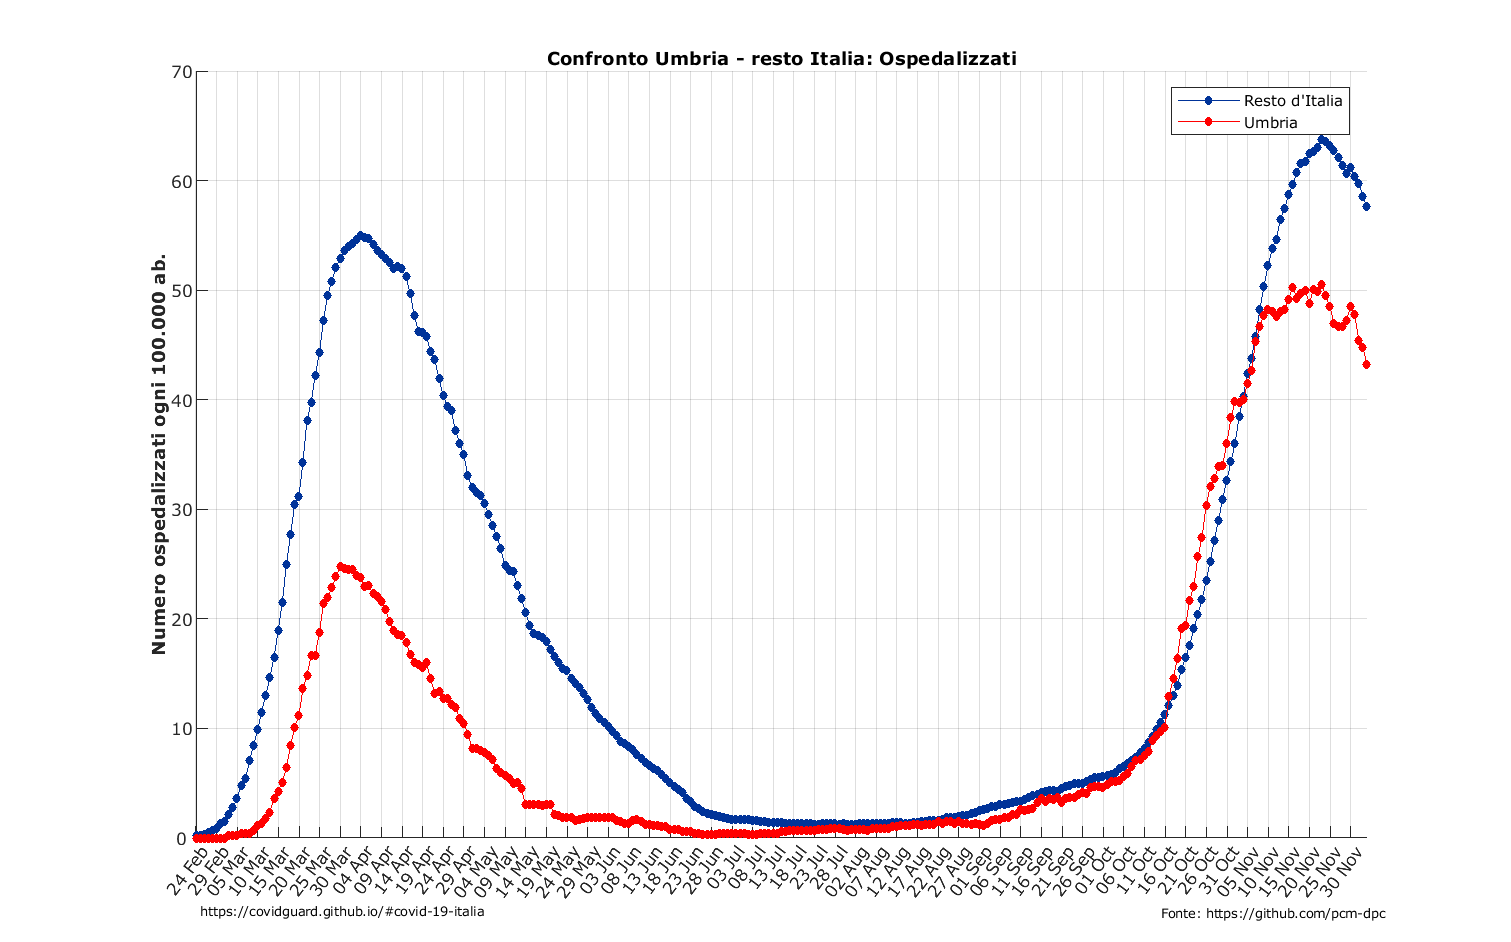 Confronto Umbria - resto Italia: Ospedalizzati
Resto d'Italia
Umbria
Numero ospedalizzati ogni 100.000 ab.
70
60
50
40
30
20
10
0
24 Feb
29 Feb
05 Mar
10 Mar
15 Mar
20 Mar
25 Mar
30 Mar
04 Apr
09 Apr
14 Apr
19 Apr
24 Apr
29 Apr
04 May
09 May
14 May
19 May
24 May
29 May
03 Jun
08 Jun
13 Jun
18 Jun
23 Jun
28 Jun
03 Jul
08 Jul
13 Jul
18 Jul
23 Jul
28 Jul
02 Aug
07 Aug
12 Aug
17 Aug
22 Aug
27 Aug
01 Sep
06 Sep
11 Sep
16 Sep
21 Sep
26 Sep
01 Oct
06 Oct
11 Oct
16 Oct
21 Oct
26 Oct
31 Oct
05 Nov
10 Nov
15 Nov
20 Nov
25 Nov
30 Nov
https://covidguard.github.io/#covid-19-italia
Fonte: https://github.com/pcm-dpc